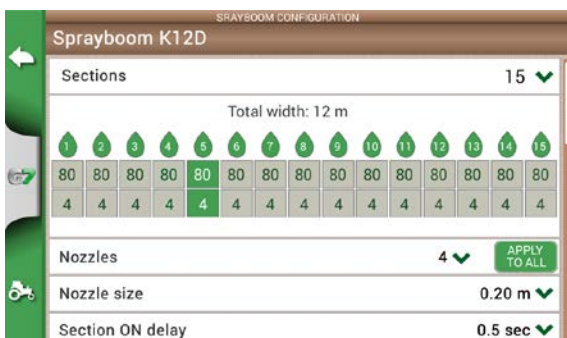 SRAYBOOM CONFIGURATION
Sprayboom K12D
Sections 15
Total width: 12 m
1 2 3 4 5 6 7 8 9 10 11 12 13 14 15
80 80 80 80 80 80 80 80 80 80 80 80 80 80 80
4 4 4 4 4 4 4 4 4 4 4 4 4 4 4
Nozzles 4 APPLY TO ALL
Nozzle size 0.20 m
Section ON delay 0.5 sec